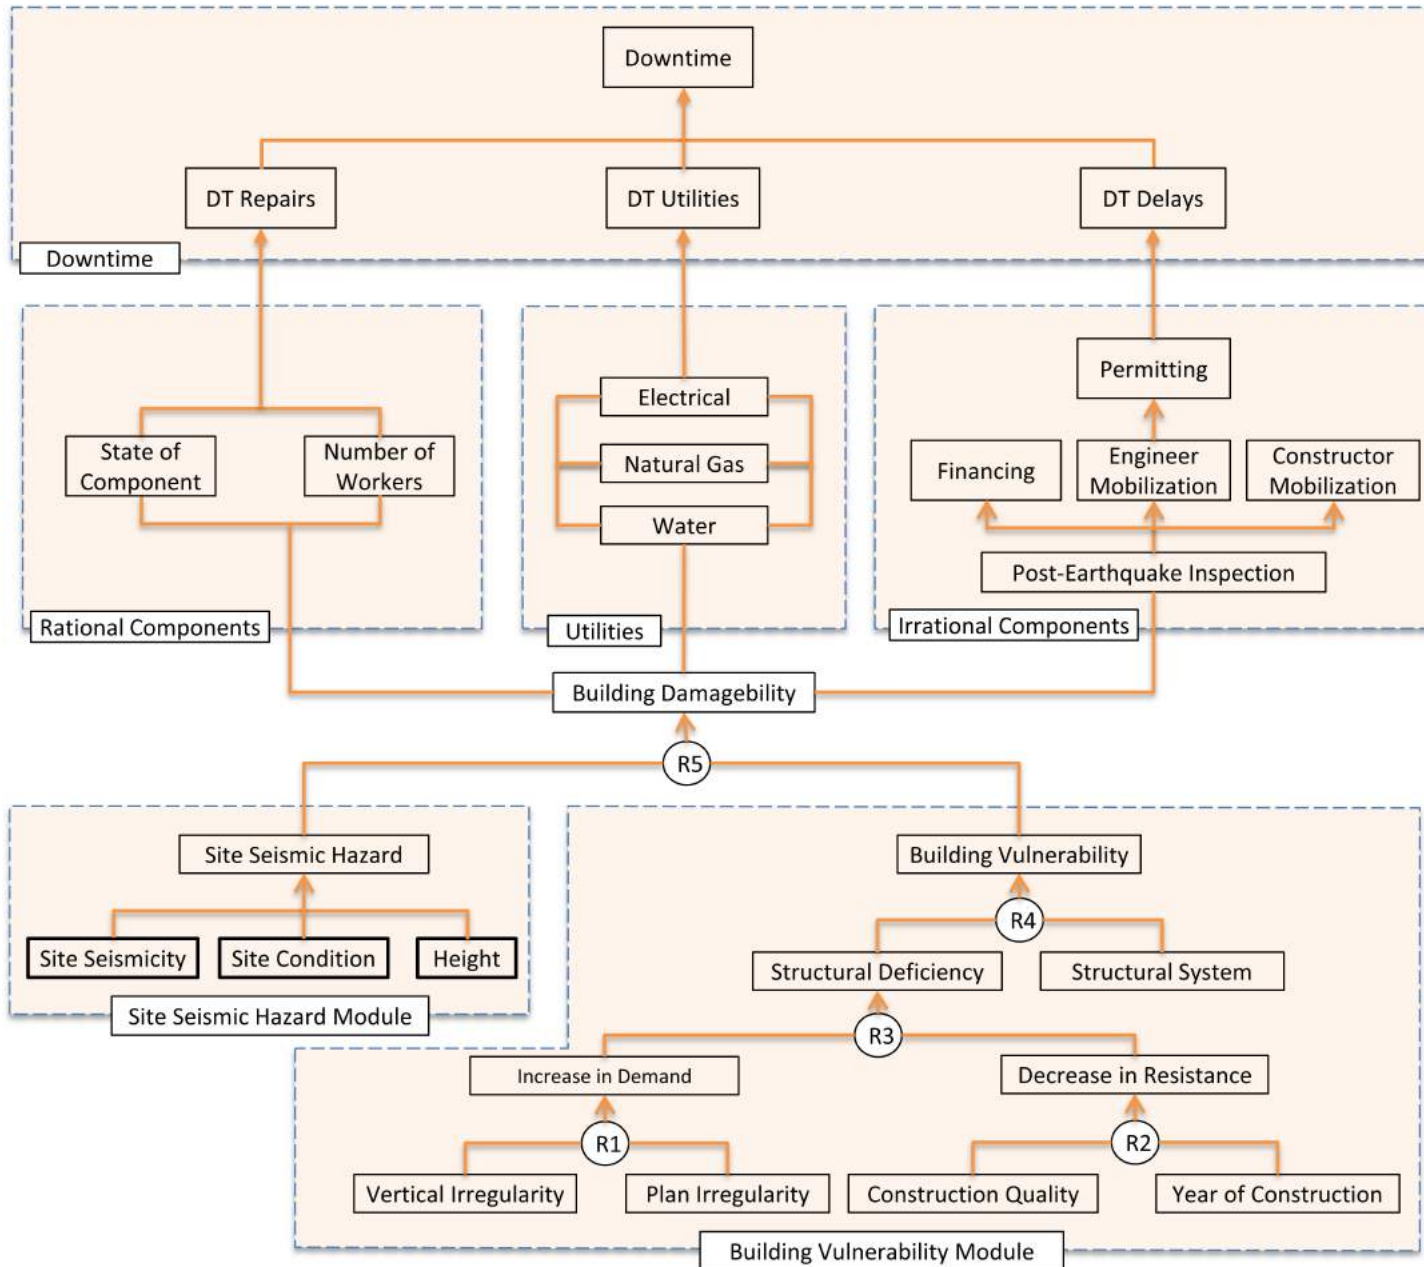 Downtime
DT Repairs
DT Utilities
DT Delays
Downtime
Permitting
Electrical
State of
Component
Number of
Workers
Natural Gas
Financing
Engineer
Mobilization
Constructor
Mobilization
Water
Post-Earthquake Inspection
Rational Components
Utilities
Irrational Components
Building Damagebility
R5
Site Seismic Hazard
Building Vulnerability
R4
Site Seismicity
Site Condition
Height
Structural Deficiency
Structural System
Site Seismic Hazard Module
R3
Increase in Demand
Decrease in Resistance
R1
R2
Vertical Irregularity
Plan Irregularity
Construction Quality
Year of Construction
Building Vulnerability Module